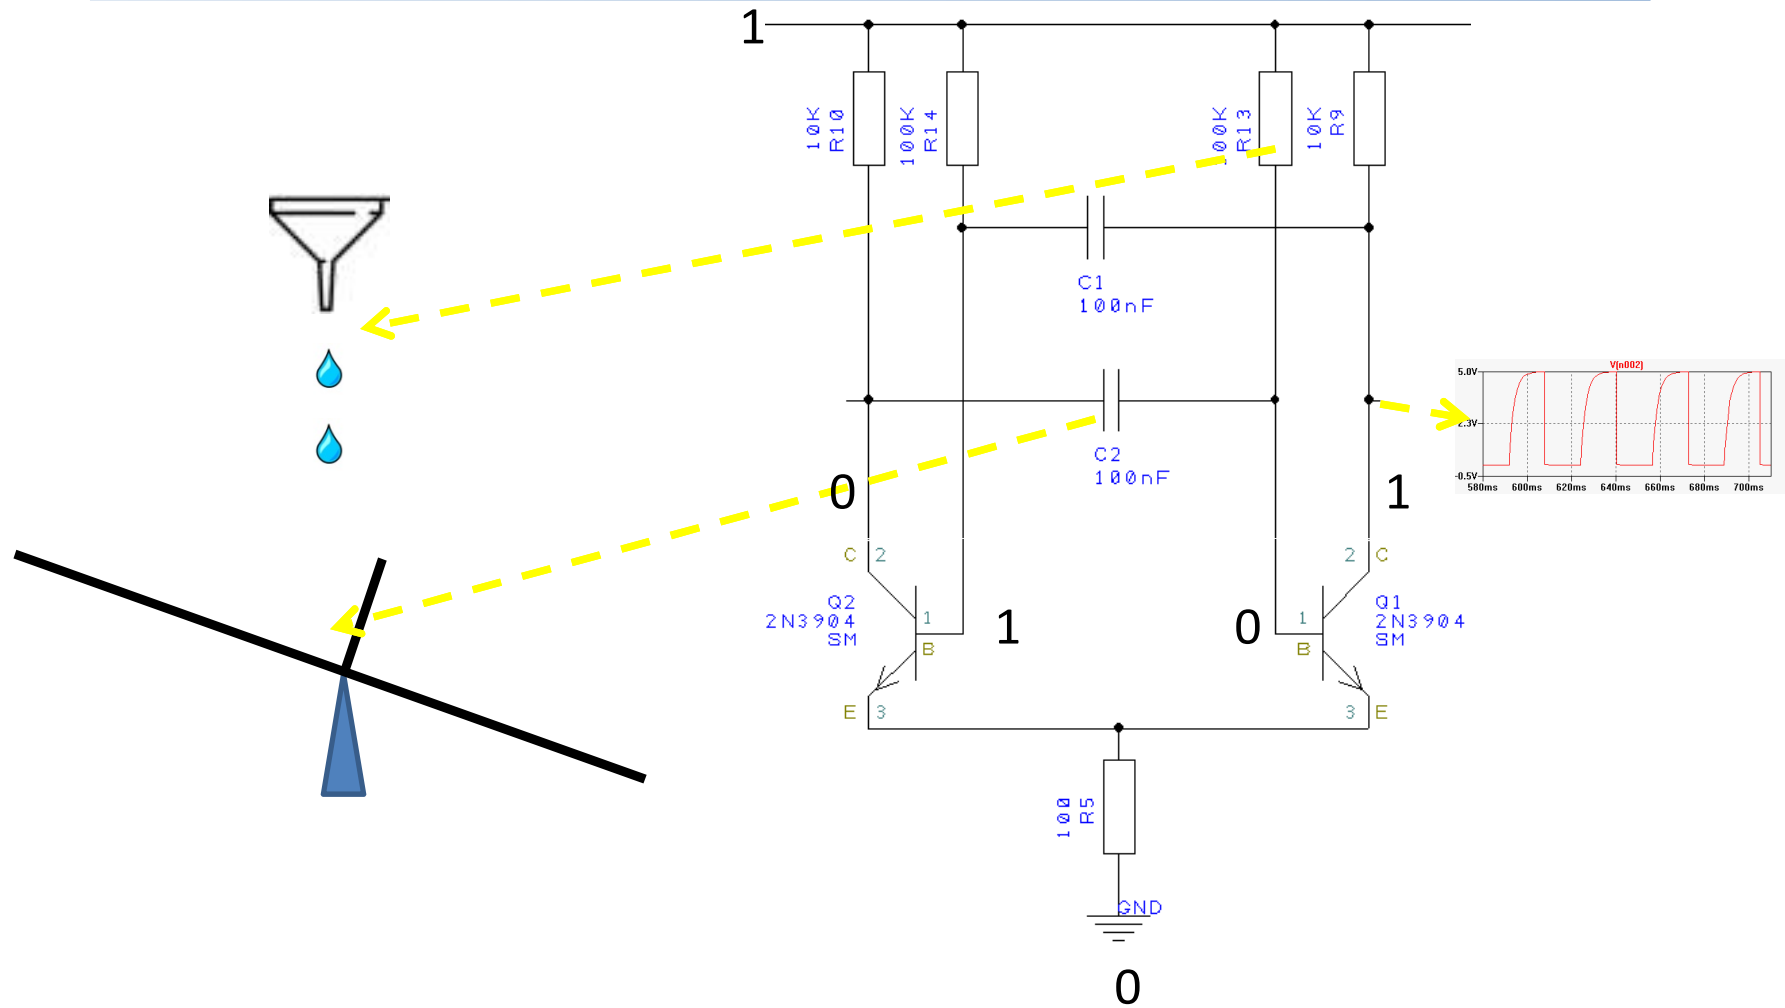 1
10K
R10
100K
R14
00K
R13
10K
R9
C1
100nF
C2
100nF
V(n002)
5.0V
2.3V
-0.5V
580ms 600ms 620ms 640ms 660ms 680ms 700ms
0
1
C 2
2 C
Q2
2N3904
SM
1
B
1
0
1
B
Q1
2N3904
SM
E 3
3 E
100
R5
GND
0